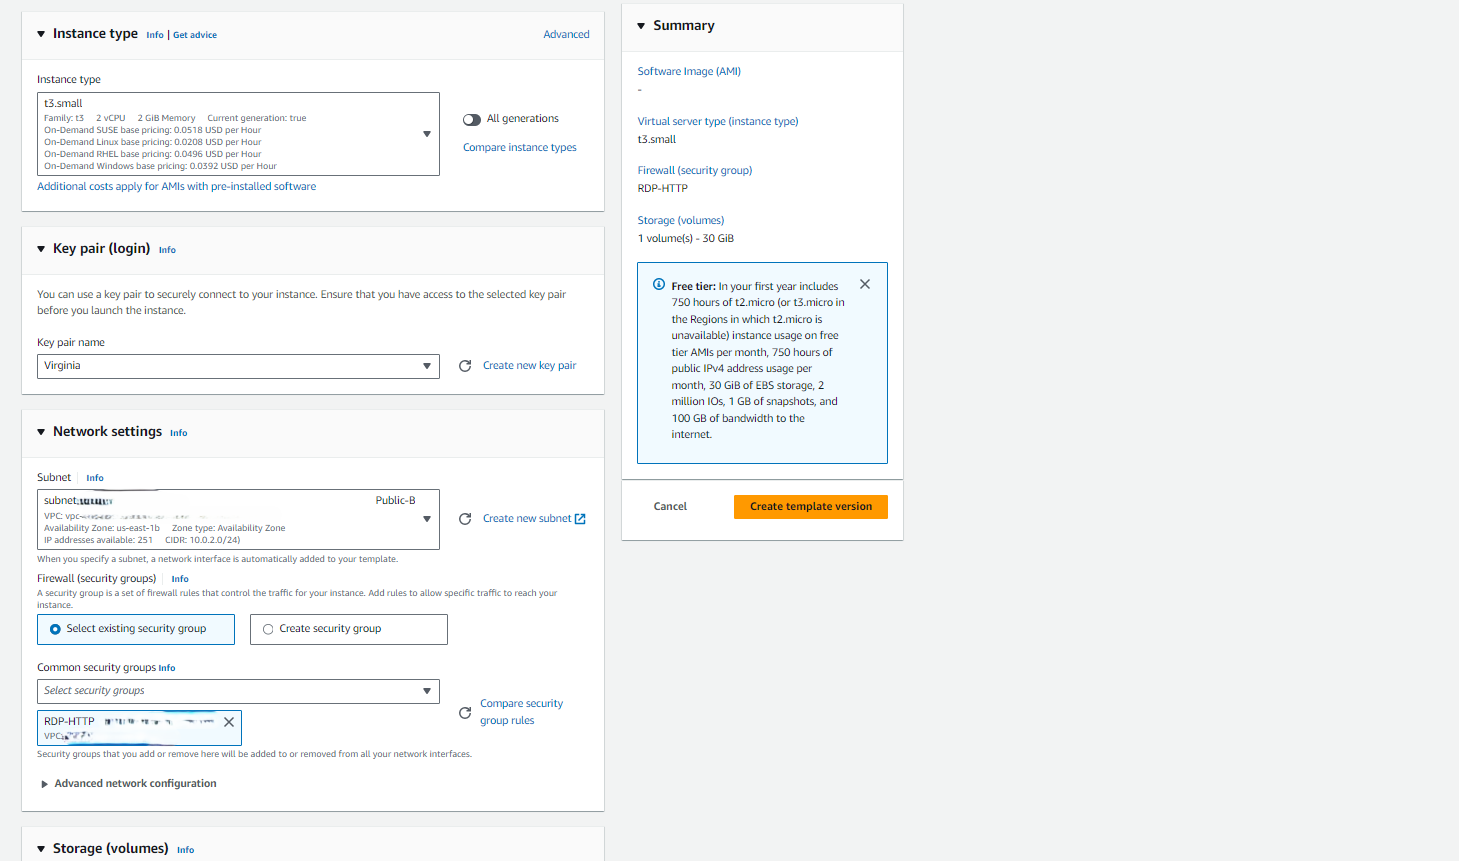 Instance type Info | Get advice Advanced
Instance type
t3.small
Family: t3 2 vCPU 2 GiB Memory Current generation: true
On-Demand SUSE base pricing: 0.0518 USD per Hour
On-Demand Linux base pricing: 0.0208 USD per Hour
On-Demand RHEL base pricing: 0.0496 USD per Hour
On-Demand Windows base pricing: 0.0392 USD per Hour
All generations
Compare instance types
Additional costs apply for AMIs with pre-installed software
Key pair (login) Info
You can use a key pair to securely connect to your instance. Ensure that you have access to the selected key pair
before you launch the instance.
Key pair name
Virginia
Create new key pair
Network settings Info
Subnet Info
subnet Public-B
VPC: vpc-
Availability Zone: us-east-1b Zone type: Availability Zone
IP addresses available: 251 CIDR: 10.0.2.0/24)
Create new subnet
When you specify a subnet, a network interface is automatically added to your template.
Firewall (security groups) Info
A security group is a set of firewall rules that control the traffic for your instance. Add rules to allow specific traffic to reach your
instance.
Select existing security group
Create security group
Common security groups Info
Select security groups
RDP-HTTP
VPC:
Compare security
group rules
Security groups that you add or remove here will be added to or removed from all your network interfaces.
Advanced network configuration
Storage (volumes) Info
Summary
Software Image (AMI)
-
Virtual server type (instance type)
t3.small
Firewall (security group)
RDP-HTTP
Storage (volumes)
1 volume(s) - 30 GiB
Free tier: In your first year includes
750 hours of t2.micro (or t3.micro in
the Regions in which t2.micro is
unavailable) instance usage on free
tier AMIs per month, 750 hours of
public IPv4 address usage per
month, 30 GiB of EBS storage, 2
million IOs, 1 GB of snapshots, and
100 GB of bandwidth to the
internet.
Cancel
Create template version